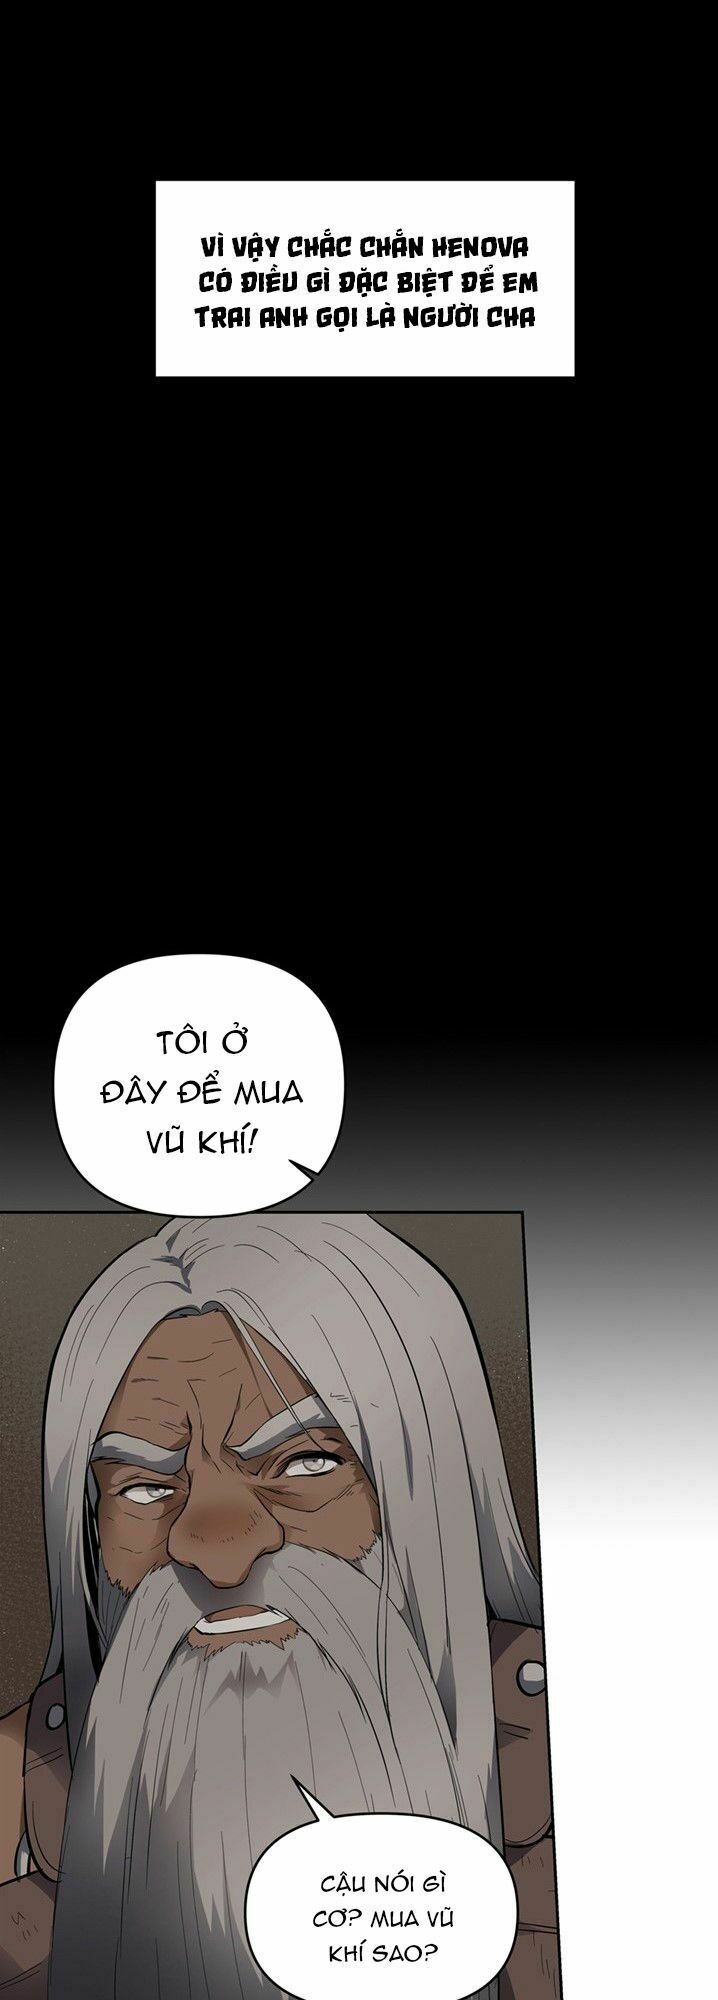 VÌ VẬY CHẮC CHẮN HENOVA
CÓ ĐIỀU GÌ ĐẶC BIỆT ĐỂ EM
TRAI ANH GỌI LÀ NGƯỜI CHA
TÔI Ở
ĐÂY ĐỂ MUA
VŨ KHÍ!
CẬU NÓI GÌ
CƠ? MUA VŨ
KHÍ SAO?